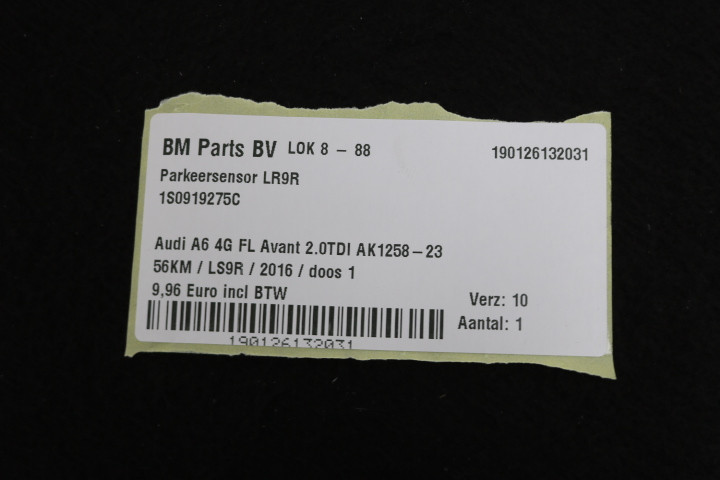 BM Parts BV LOK 8 - 88 190126132031
Parkeersensor LR9R
1S0919275C
Audi A6 4G FL Avant 2.0TDI AK1258-23
56KM / LS9R / 2016 / doos 1
9,96 Euro incl BTW Verz: 10
Aantal: 1
190126132031